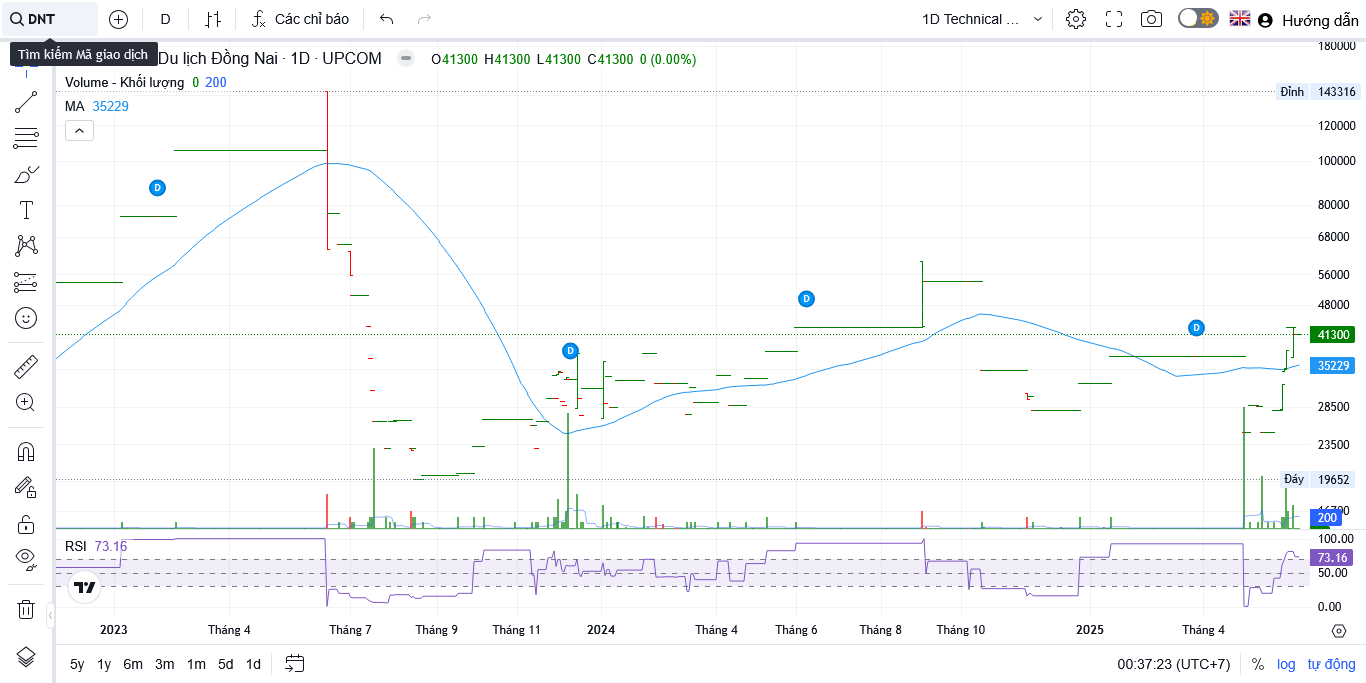 DNT
D
Các chỉ báo
1D Technical ...
Hướng dẫn
Tìm kiếm Mã giao dịch
Du lịch Đồng Nai · 1D · UPCOM
O41300 H41300 L41300 C41300 0 (0.00%)
Volume - Khối lượng 0 200
MA 35229
180000
Đỉnh 143316
120000
100000
D
80000
68000
56000
D
48000
D
41300
D
35229
28500
23500
Đáy 19652
16700
200
RSI 73.16
100.00
73.16
50.00
0.00
2023 Tháng 4 Tháng 7 Tháng 9 Tháng 11 2024 Tháng 4 Tháng 6 Tháng 8 Tháng 10 2025 Tháng 4
5y 1y 6m 3m 1m 5d 1d
00:37:23 (UTC+7) % log tự động